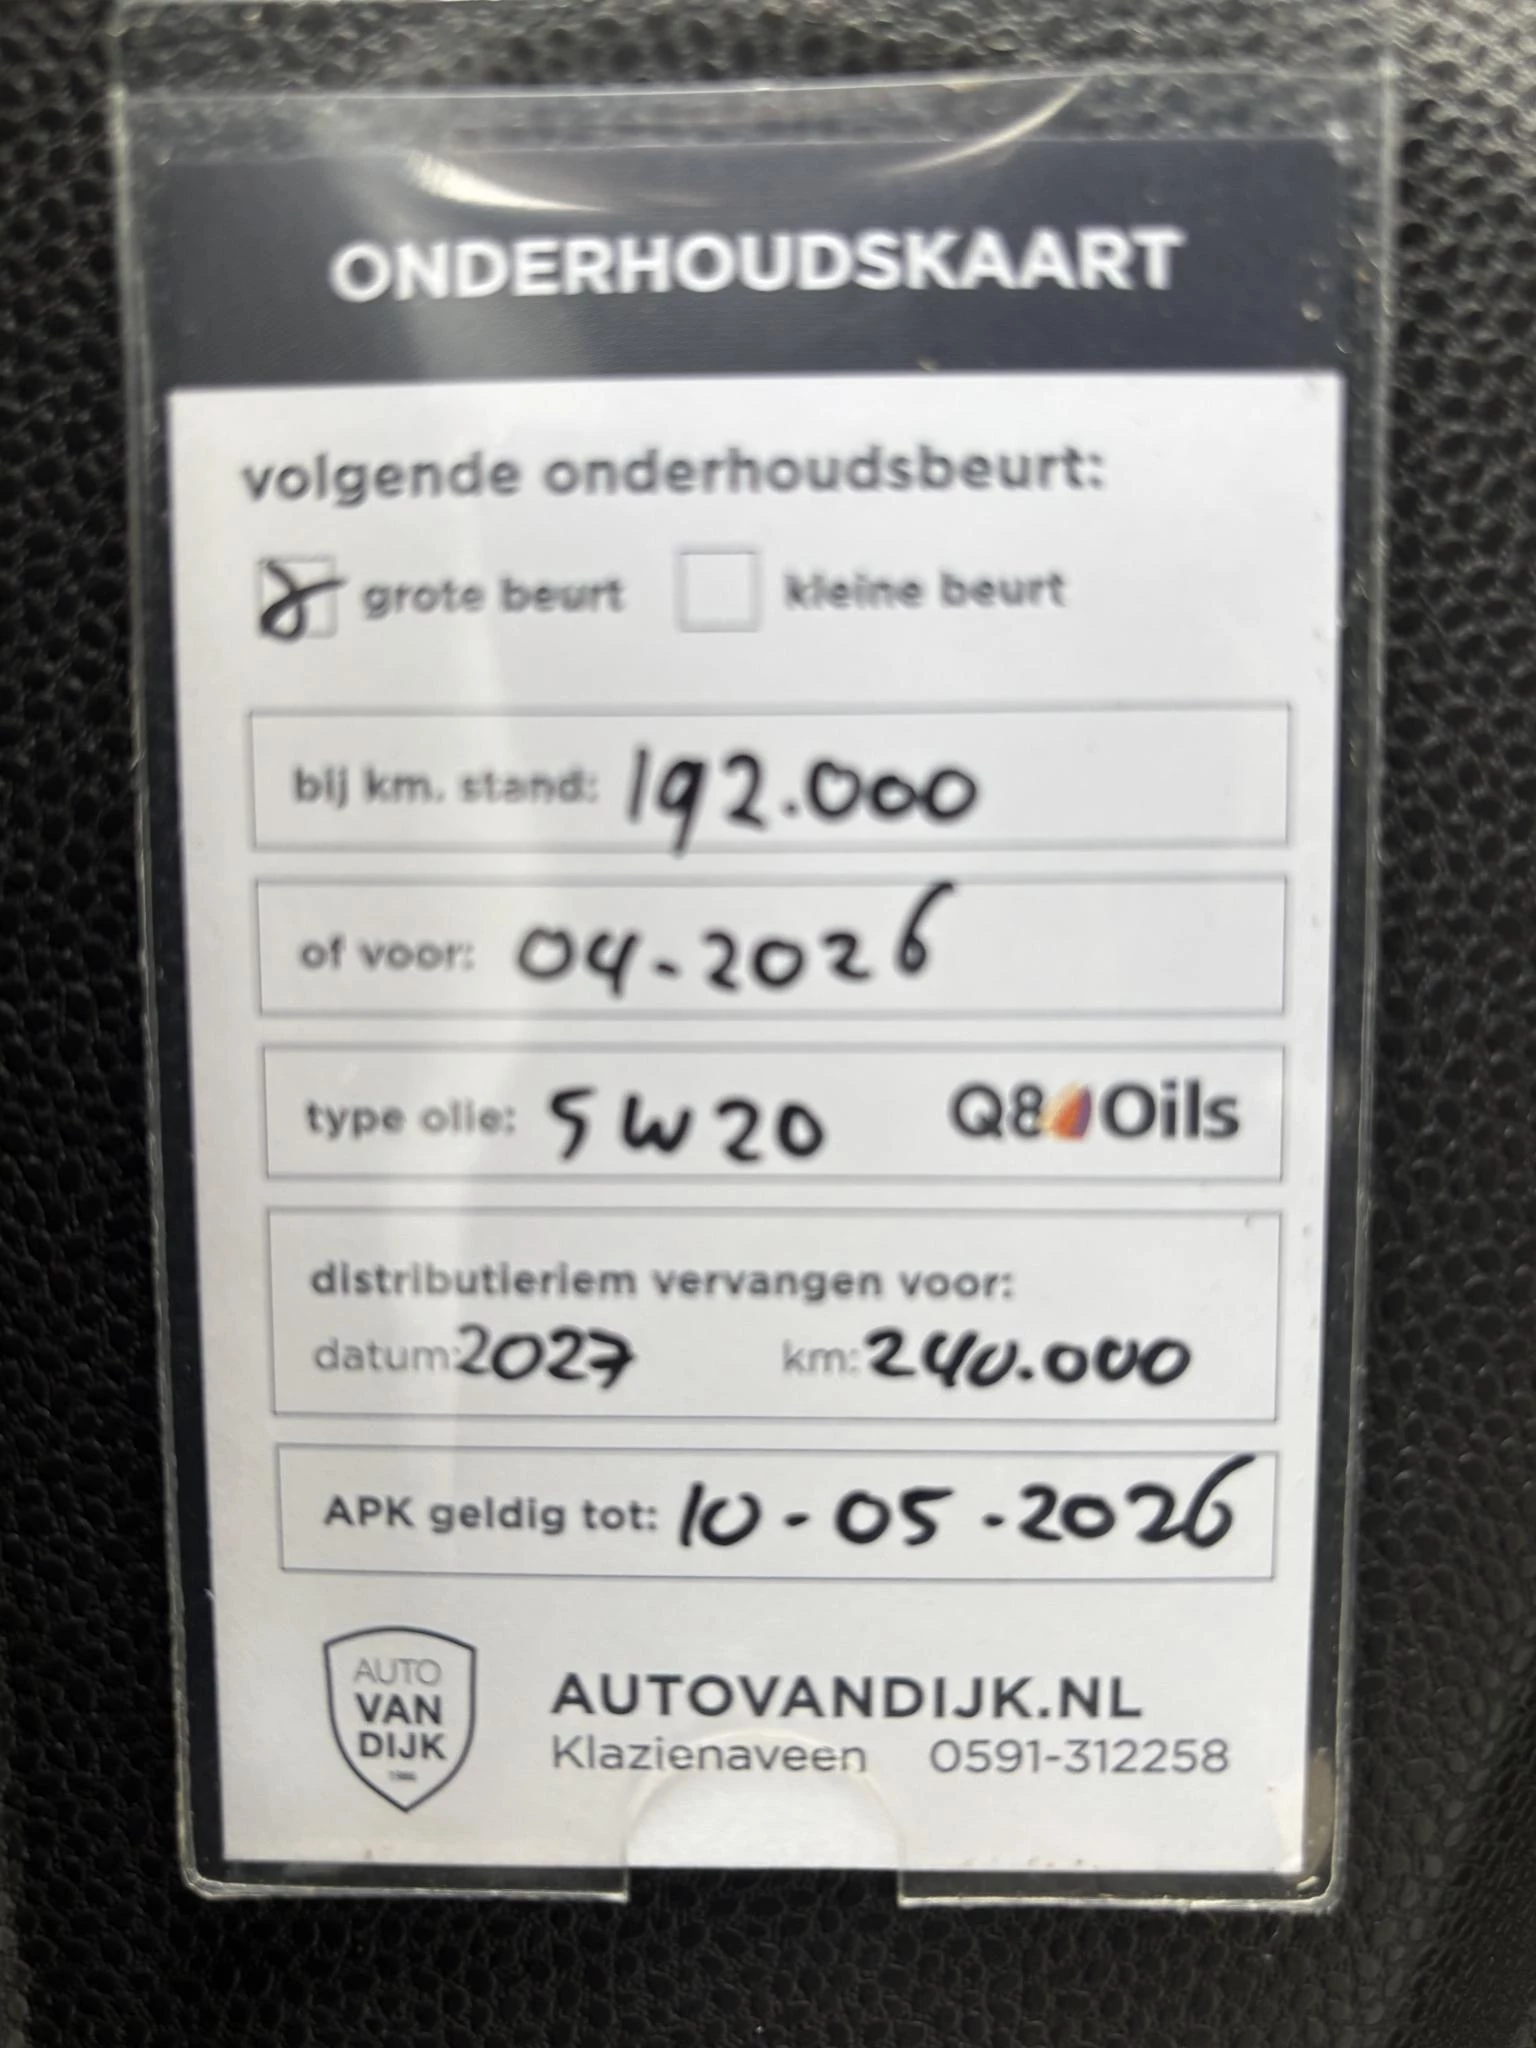 ONDERHOUDSKAART
volgende onderhoudsbeurt:
grote beurt kleine beurt
bij km. stand: 192.000
of voor: 04-2026
type olie: 5W20 Q8 Oils
distributieriem vervangen voor:
datum: 2027 km: 240.000
APK geldig tot: 10-05-2026
AUTO
VAN
DIJK
AUTOVANDIJK.NL
Klazienaveen 0591-312258